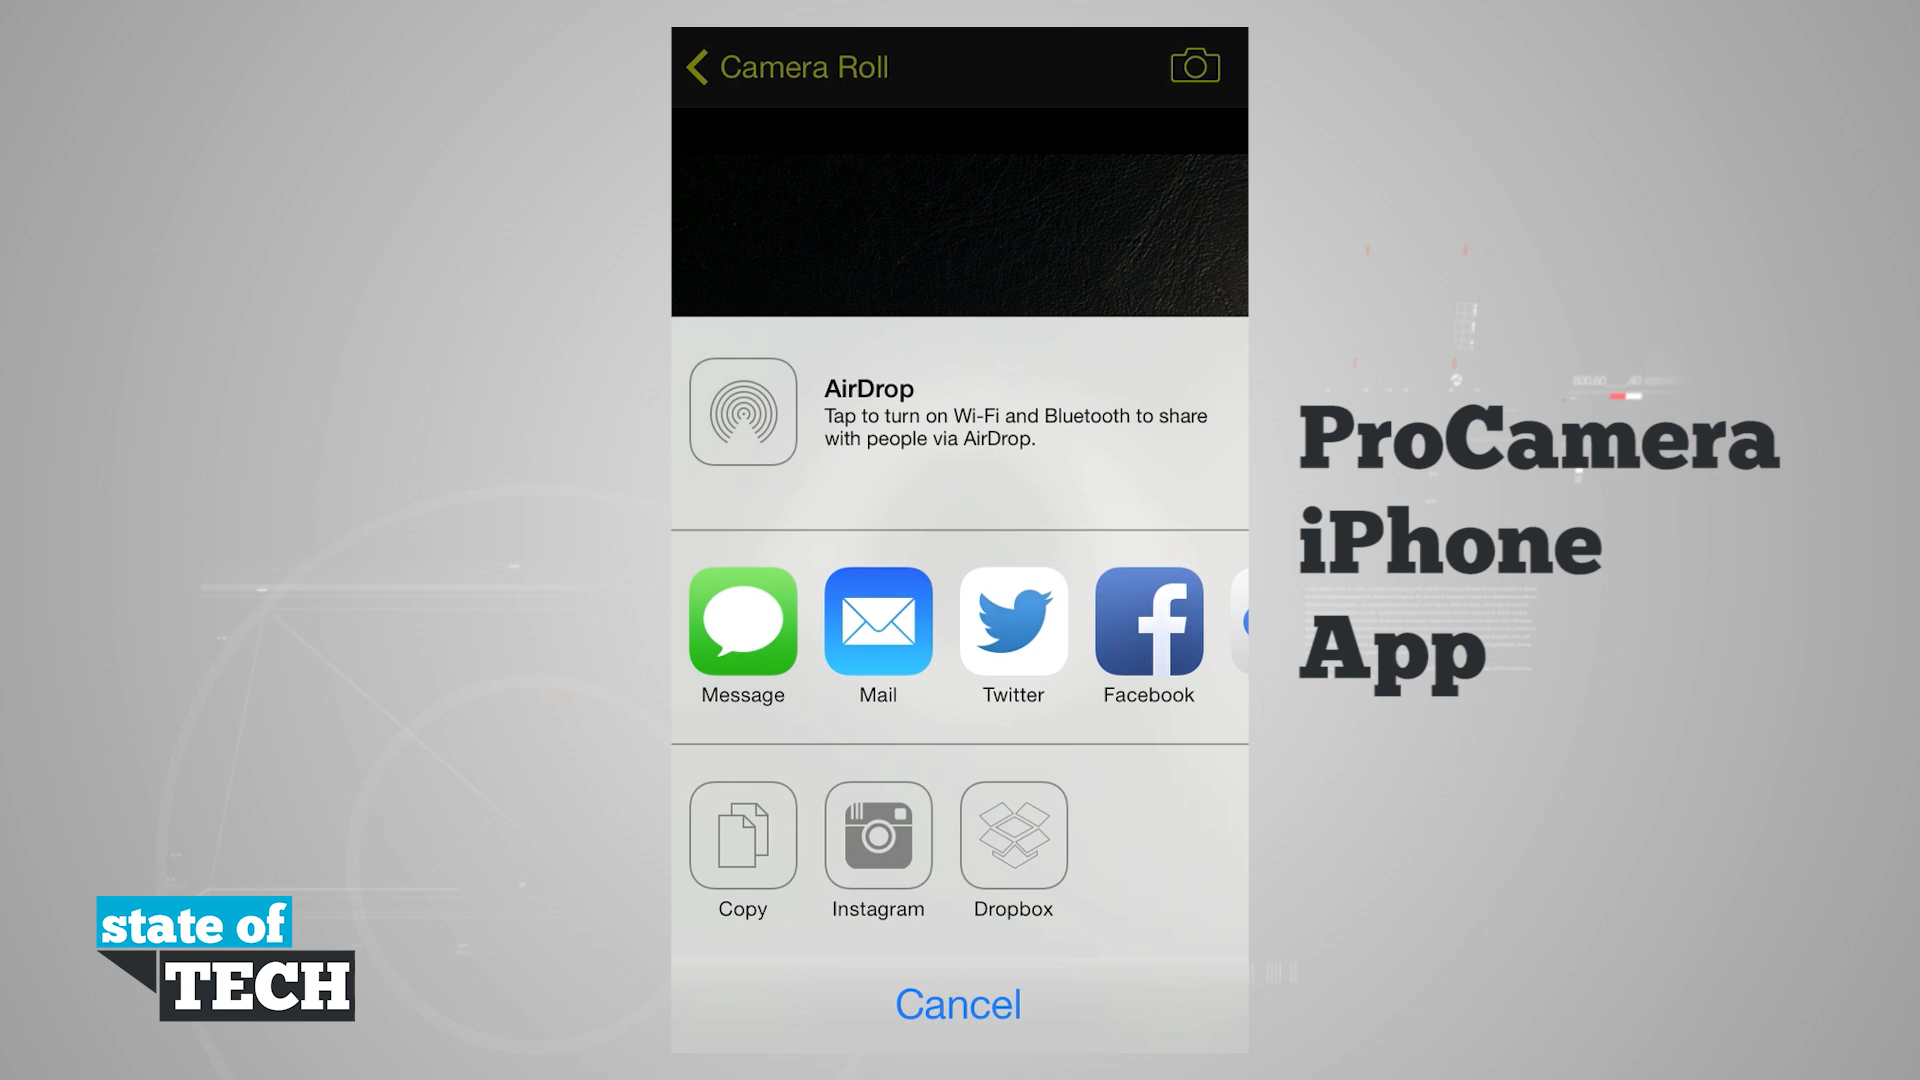 Camera Roll
AirDrop
Tap to turn on Wi-Fi and Bluetooth to share
with people via AirDrop.
Message
Mail
Twitter
Facebook
Copy
Instagram
Dropbox
Cancel
ProCamera
iPhone
App
state of
TECH